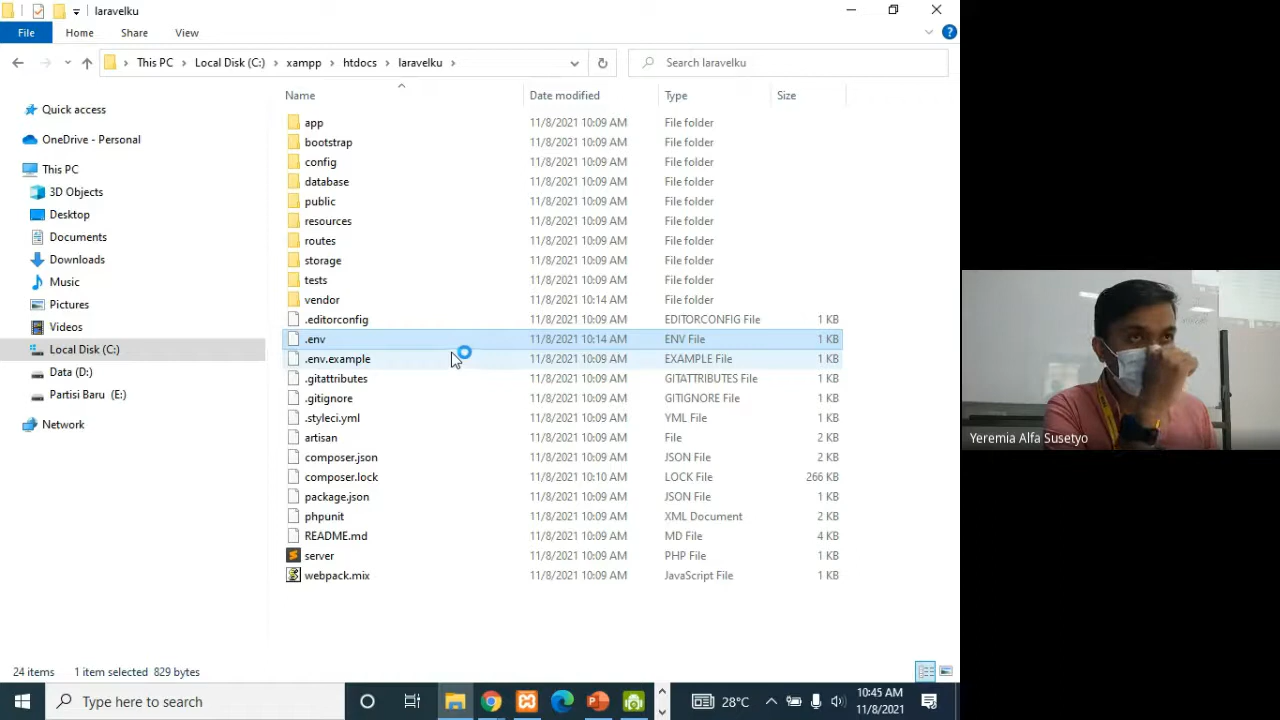 laravelku
File Home Share View
This PC Local Disk (C:) xampp htdocs laravelku
Search laravelku
Name Date modified Type Size
Quick access
OneDrive - Personal
This PC
3D Objects
Desktop
Documents
Downloads
Music
Pictures
Videos
Local Disk (C:)
Data (D:)
Partisi Baru (E:)
Network
app 11/8/2021 10:09 AM File folder
bootstrap 11/8/2021 10:09 AM File folder
config 11/8/2021 10:09 AM File folder
database 11/8/2021 10:09 AM File folder
public 11/8/2021 10:09 AM File folder
resources 11/8/2021 10:09 AM File folder
routes 11/8/2021 10:09 AM File folder
storage 11/8/2021 10:09 AM File folder
tests 11/8/2021 10:09 AM File folder
vendor 11/8/2021 10:14 AM File folder
.editorconfig 11/8/2021 10:09 AM EDITORCONFIG File 1 KB
.env 11/8/2021 10:14 AM ENV File 1 KB
.env.example 11/8/2021 10:09 AM EXAMPLE File 1 KB
.gitattributes 11/8/2021 10:09 AM GITATTRIBUTES File 1 KB
.gitignore 11/8/2021 10:09 AM GITIGNORE File 1 KB
.styleci.yml 11/8/2021 10:09 AM YML File 1 KB
artisan 11/8/2021 10:09 AM File 2 KB
composer.json 11/8/2021 10:09 AM JSON File 2 KB
composer.lock 11/8/2021 10:10 AM LOCK File 266 KB
package.json 11/8/2021 10:09 AM JSON File 1 KB
phpunit 11/8/2021 10:09 AM XML Document 2 KB
README.md 11/8/2021 10:09 AM MD File 4 KB
server 11/8/2021 10:09 AM PHP File 1 KB
webpack.mix 11/8/2021 10:09 AM JavaScript File 1 KB
Yeremia Alfa Susetyo
24 items 1 item selected 829 bytes
Type here to search
28°C
10:45 AM
11/8/2021